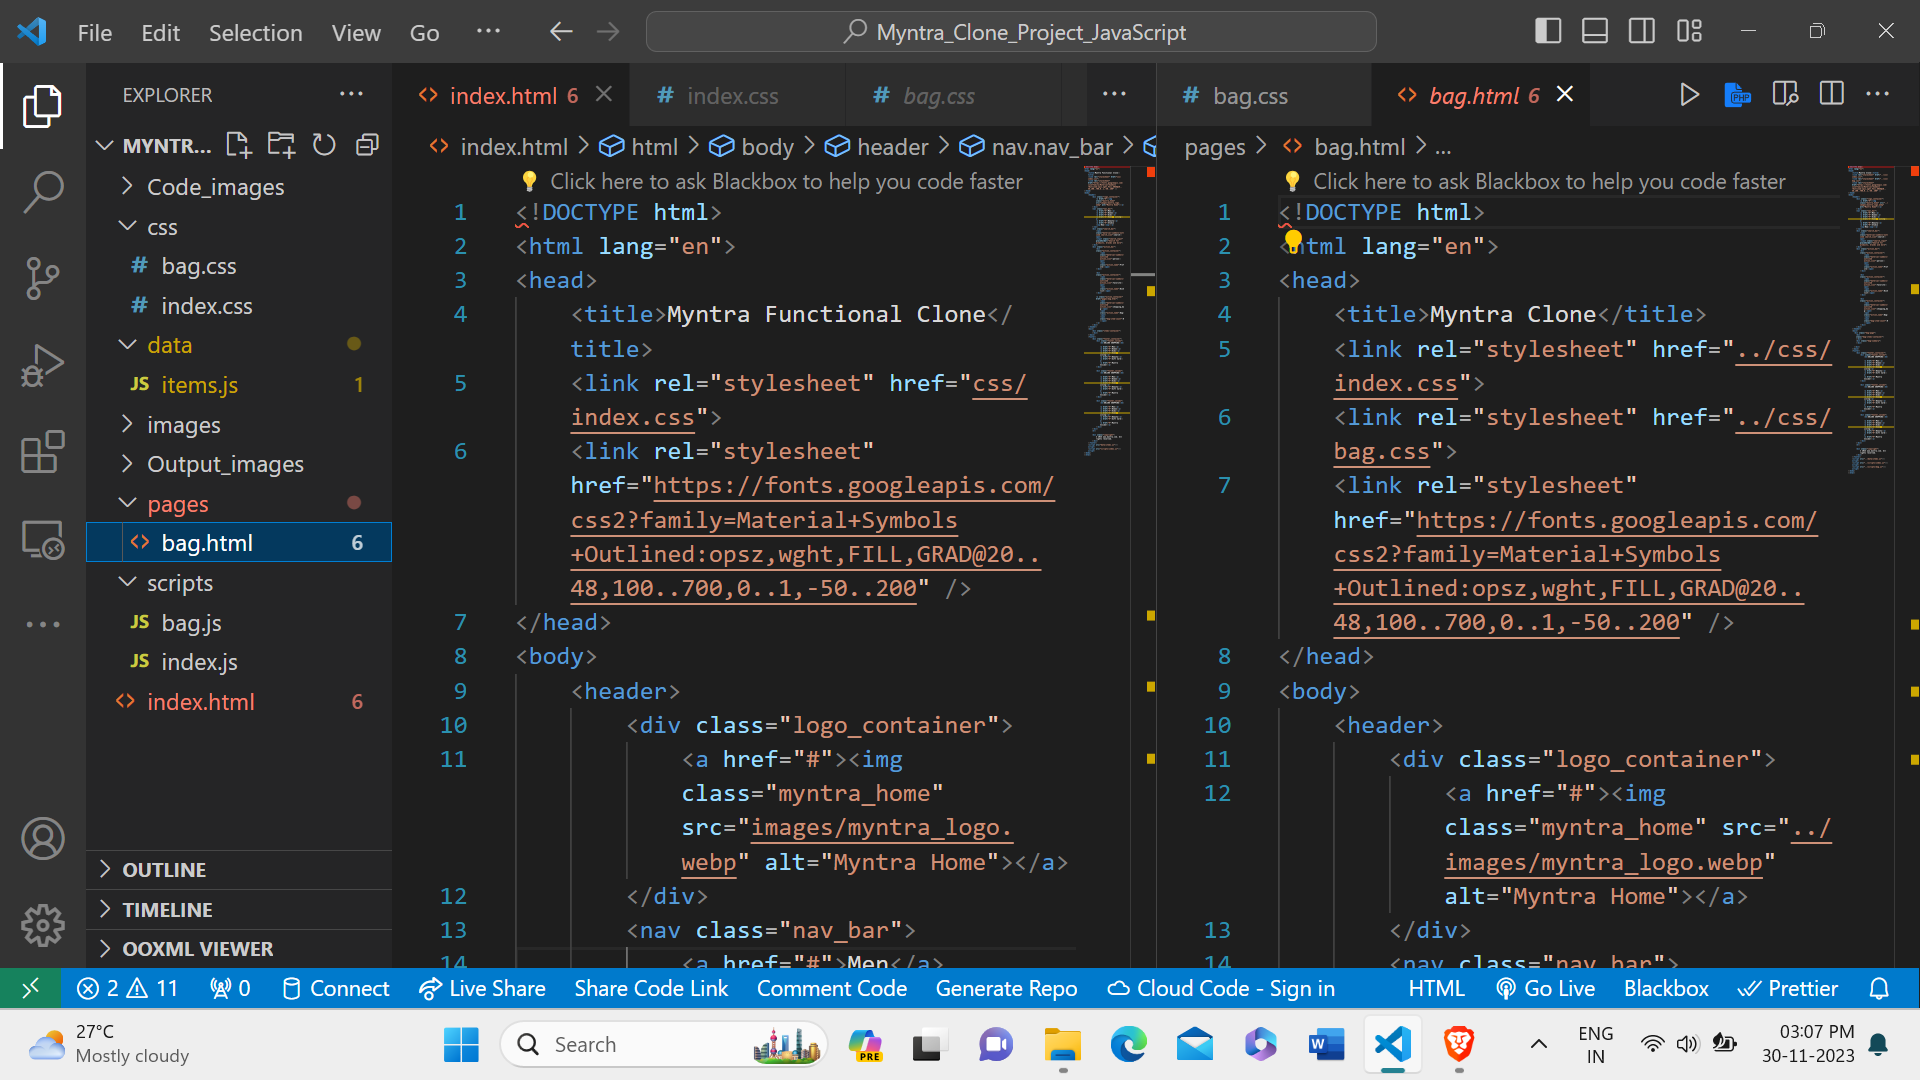 File Edit Selection View Go ... Myntra_Clone_Project_JavaScript
EXPLORER ...
MYNTR...
Code_images
css
# bag.css
# index.css
data
JS items.js 1
images
Output_images
pages
<> bag.html 6
scripts
JS bag.js
JS index.js
<> index.html 6
OUTLINE
TIMELINE
OOXML VIEWER
<> index.html 6 # index.css # bag.css ...
<> index.html > html > body > header > nav.nav_bar >
Click here to ask Blackbox to help you code faster
1 <!DOCTYPE html>
2 <html lang="en">
3 <head>
4 <title>Myntra Functional Clone</
title>
5 <link rel="stylesheet" href="css/
index.css">
6 <link rel="stylesheet"
href="https://fonts.googleapis.com/
css2?family=Material+Symbols
+Outlined:opsz,wght,FILL,GRAD@20..
48,100..700,0..1,-50..200" />
7 </head>
8 <body>
9 <header>
10 <div class="logo_container">
11 <a href="#"><img
class="myntra_home"
src="images/myntra_logo.
webp" alt="Myntra Home"></a>
12 </div>
13 <nav class="nav_bar">
14 <a href="#">Men</a>
# bag.css <> bag.html 6 PHP ...
pages > <> bag.html > ...
Click here to ask Blackbox to help you code faster
1 <!DOCTYPE html>
2 <html lang="en">
3 <head>
4 <title>Myntra Clone</title>
5 <link rel="stylesheet" href="../css/
index.css">
6 <link rel="stylesheet" href="../css/
bag.css">
7 <link rel="stylesheet"
href="https://fonts.googleapis.com/
css2?family=Material+Symbols
+Outlined:opsz,wght,FILL,GRAD@20..
48,100..700,0..1,-50..200" />
8 </head>
9 <body>
10 <header>
11 <div class="logo_container">
12 <a href="#"><img
class="myntra_home" src="../
images/myntra_logo.webp"
alt="Myntra Home"></a>
13 </div>
14 <nav class="nav_bar">
2 11 0 Connect Live Share Share Code Link Comment Code Generate Repo Cloud Code - Sign in HTML Go Live Blackbox Prettier
27°C
Mostly cloudy
Search
PRE
W
ENG
IN
03:07 PM
30-11-2023